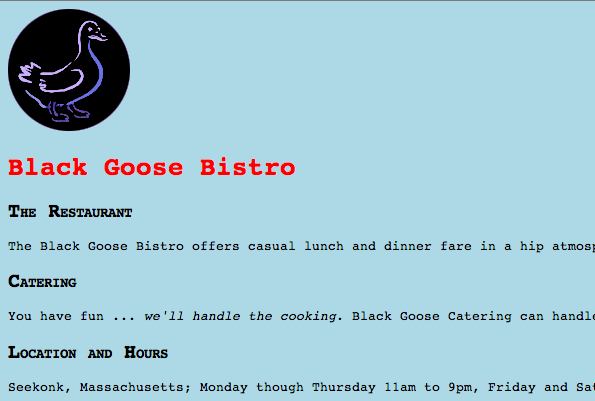 Black Goose Bistro
The Restaurant
The Black Goose Bistro offers casual lunch and dinner fare in a hip
Catering
You have fun ... we'll handle the cooking. Black Goose Catering can handle
Location and Hours
Seekonk, Massachusetts; Monday though Thursday 11am to 9pm, Friday and